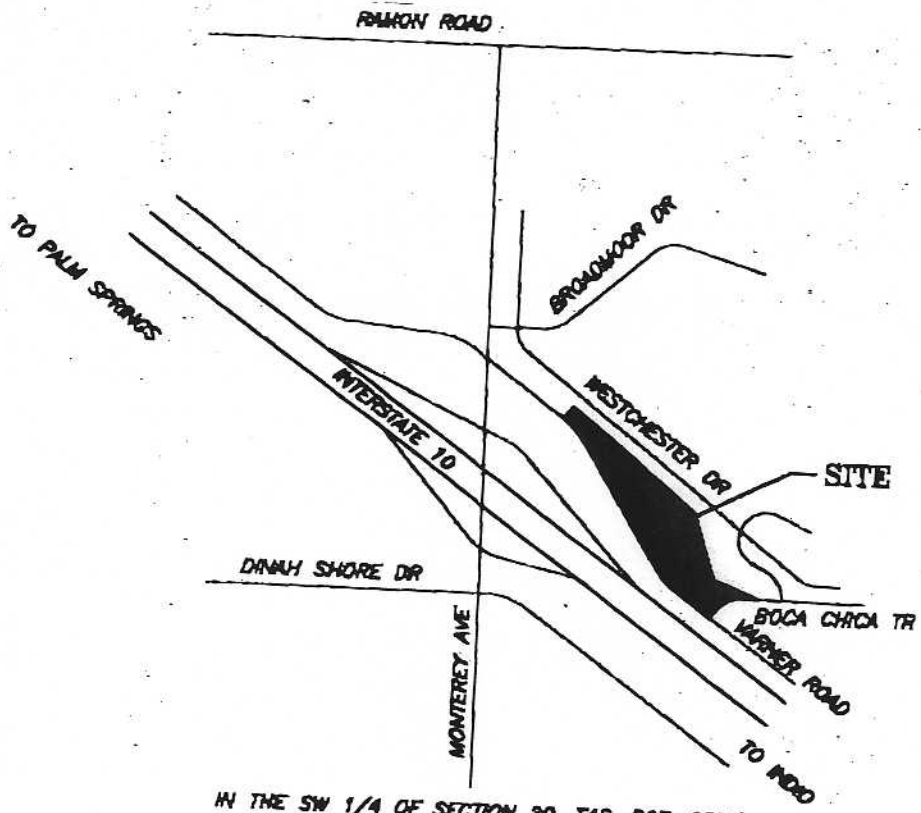 RAMON ROAD
TO PALM SPRINGS
BROADMOOR DR
INTERSTATE 10
WESTCHESTER DR
SITE
DINAH SHORE DR
BOCA CHICA TR
MONTEREY AVE
VARNER ROAD
TO INDIO
IN THE SW 1/4 OF SECTION